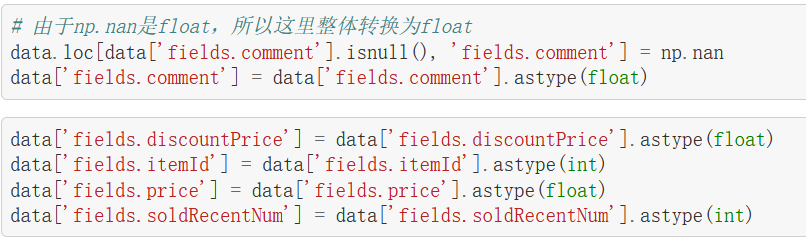 # 由于np.nan是float，所以这里整体转换为float
data.loc[data['fields.comment'].isnull(), 'fields.comment'] = np.nan
data['fields.comment'] = data['fields.comment'].astype(float)
data['fields.discountPrice'] = data['fields.discountPrice'].astype(float)
data['fields.itemId'] = data['fields.itemId'].astype(int)
data['fields.price'] = data['fields.price'].astype(float)
data['fields.soldRecentNum'] = data['fields.soldRecentNum'].astype(int)